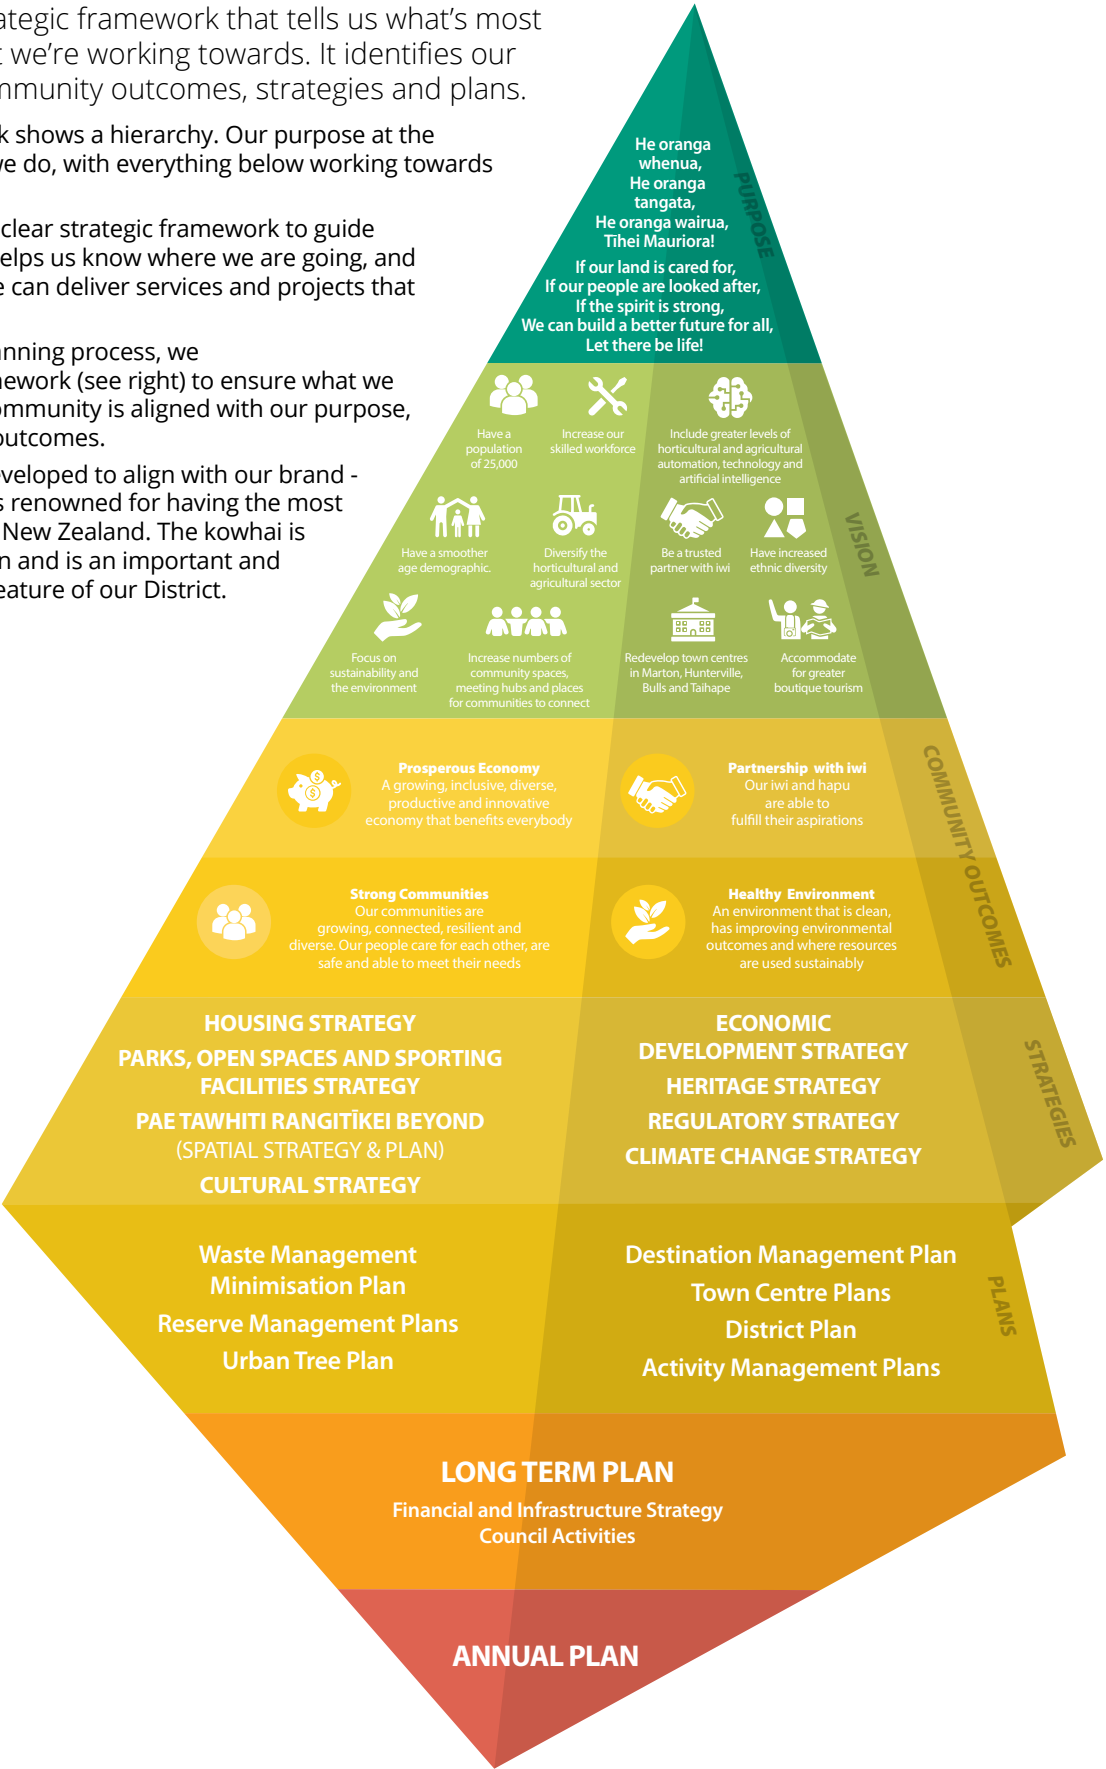 ategic framework that tells us what’s most
t we’re working towards. It identifies our
mmunity outcomes, strategies and plans.
k shows a hierarchy. Our purpose at the
we do, with everything below working towards
clear strategic framework to guide
helps us know where we are going, and
e can deliver services and projects that
anning process, we
mework (see right) to ensure what we
ommunity is aligned with our purpose,
outcomes.
eveloped to align with our brand -
s renowned for having the most
New Zealand. The kowhai is
n and is an important and
eature of our District.
He oranga
whenua,
He oranga
tangata,
He oranga wairua,
Tihei Mauriora!
If our land is cared for,
If our people are looked after,
If the spirit is strong,
We can build a better future for all,
Let there be life!
PURPOSE
Have a
population
of 25,000
Increase our
skilled workforce
Include greater levels of
horticultural and agricultural
automation, technology and
artificial intelligence
Have a smoother
age demographic.
Diversify the
horticultural and
agricultural sector
Be a trusted
partner with iwi
Have increased
ethnic diversity
VISION
Focus on
sustainability and
the environment
Increase numbers of
community spaces,
meeting hubs and places
for communities to connect
Redevelop town centres
in Marton, Hunterville,
Bulls and Taihape
Accommodate
for greater
boutique tourism
Prosperous Economy
A growing, inclusive, diverse,
productive and innovative
economy that benefits everybody
Partnership with iwi
Our iwi and hapu
are able to
fulfill their aspirations
COMMUNITY OUTCOMES
Strong Communities
Our communities are
growing, connected, resilient and
diverse. Our people care for each other, are
safe and able to meet their needs
Healthy Environment
An environment that is clean,
has improving environmental
outcomes and where resources
are used sustainably
HOUSING STRATEGY
PARKS, OPEN SPACES AND SPORTING
FACILITIES STRATEGY
PAE TAWHITI RANGITĪKEI BEYOND
(SPATIAL STRATEGY & PLAN)
CULTURAL STRATEGY
ECONOMIC
DEVELOPMENT STRATEGY
HERITAGE STRATEGY
REGULATORY STRATEGY
CLIMATE CHANGE STRATEGY
STRATEGIES
Waste Management
Minimisation Plan
Reserve Management Plans
Urban Tree Plan
Destination Management Plan
Town Centre Plans
District Plan
Activity Management Plans
PLANS
LONG TERM PLAN
Financial and Infrastructure Strategy
Council Activities
ANNUAL PLAN